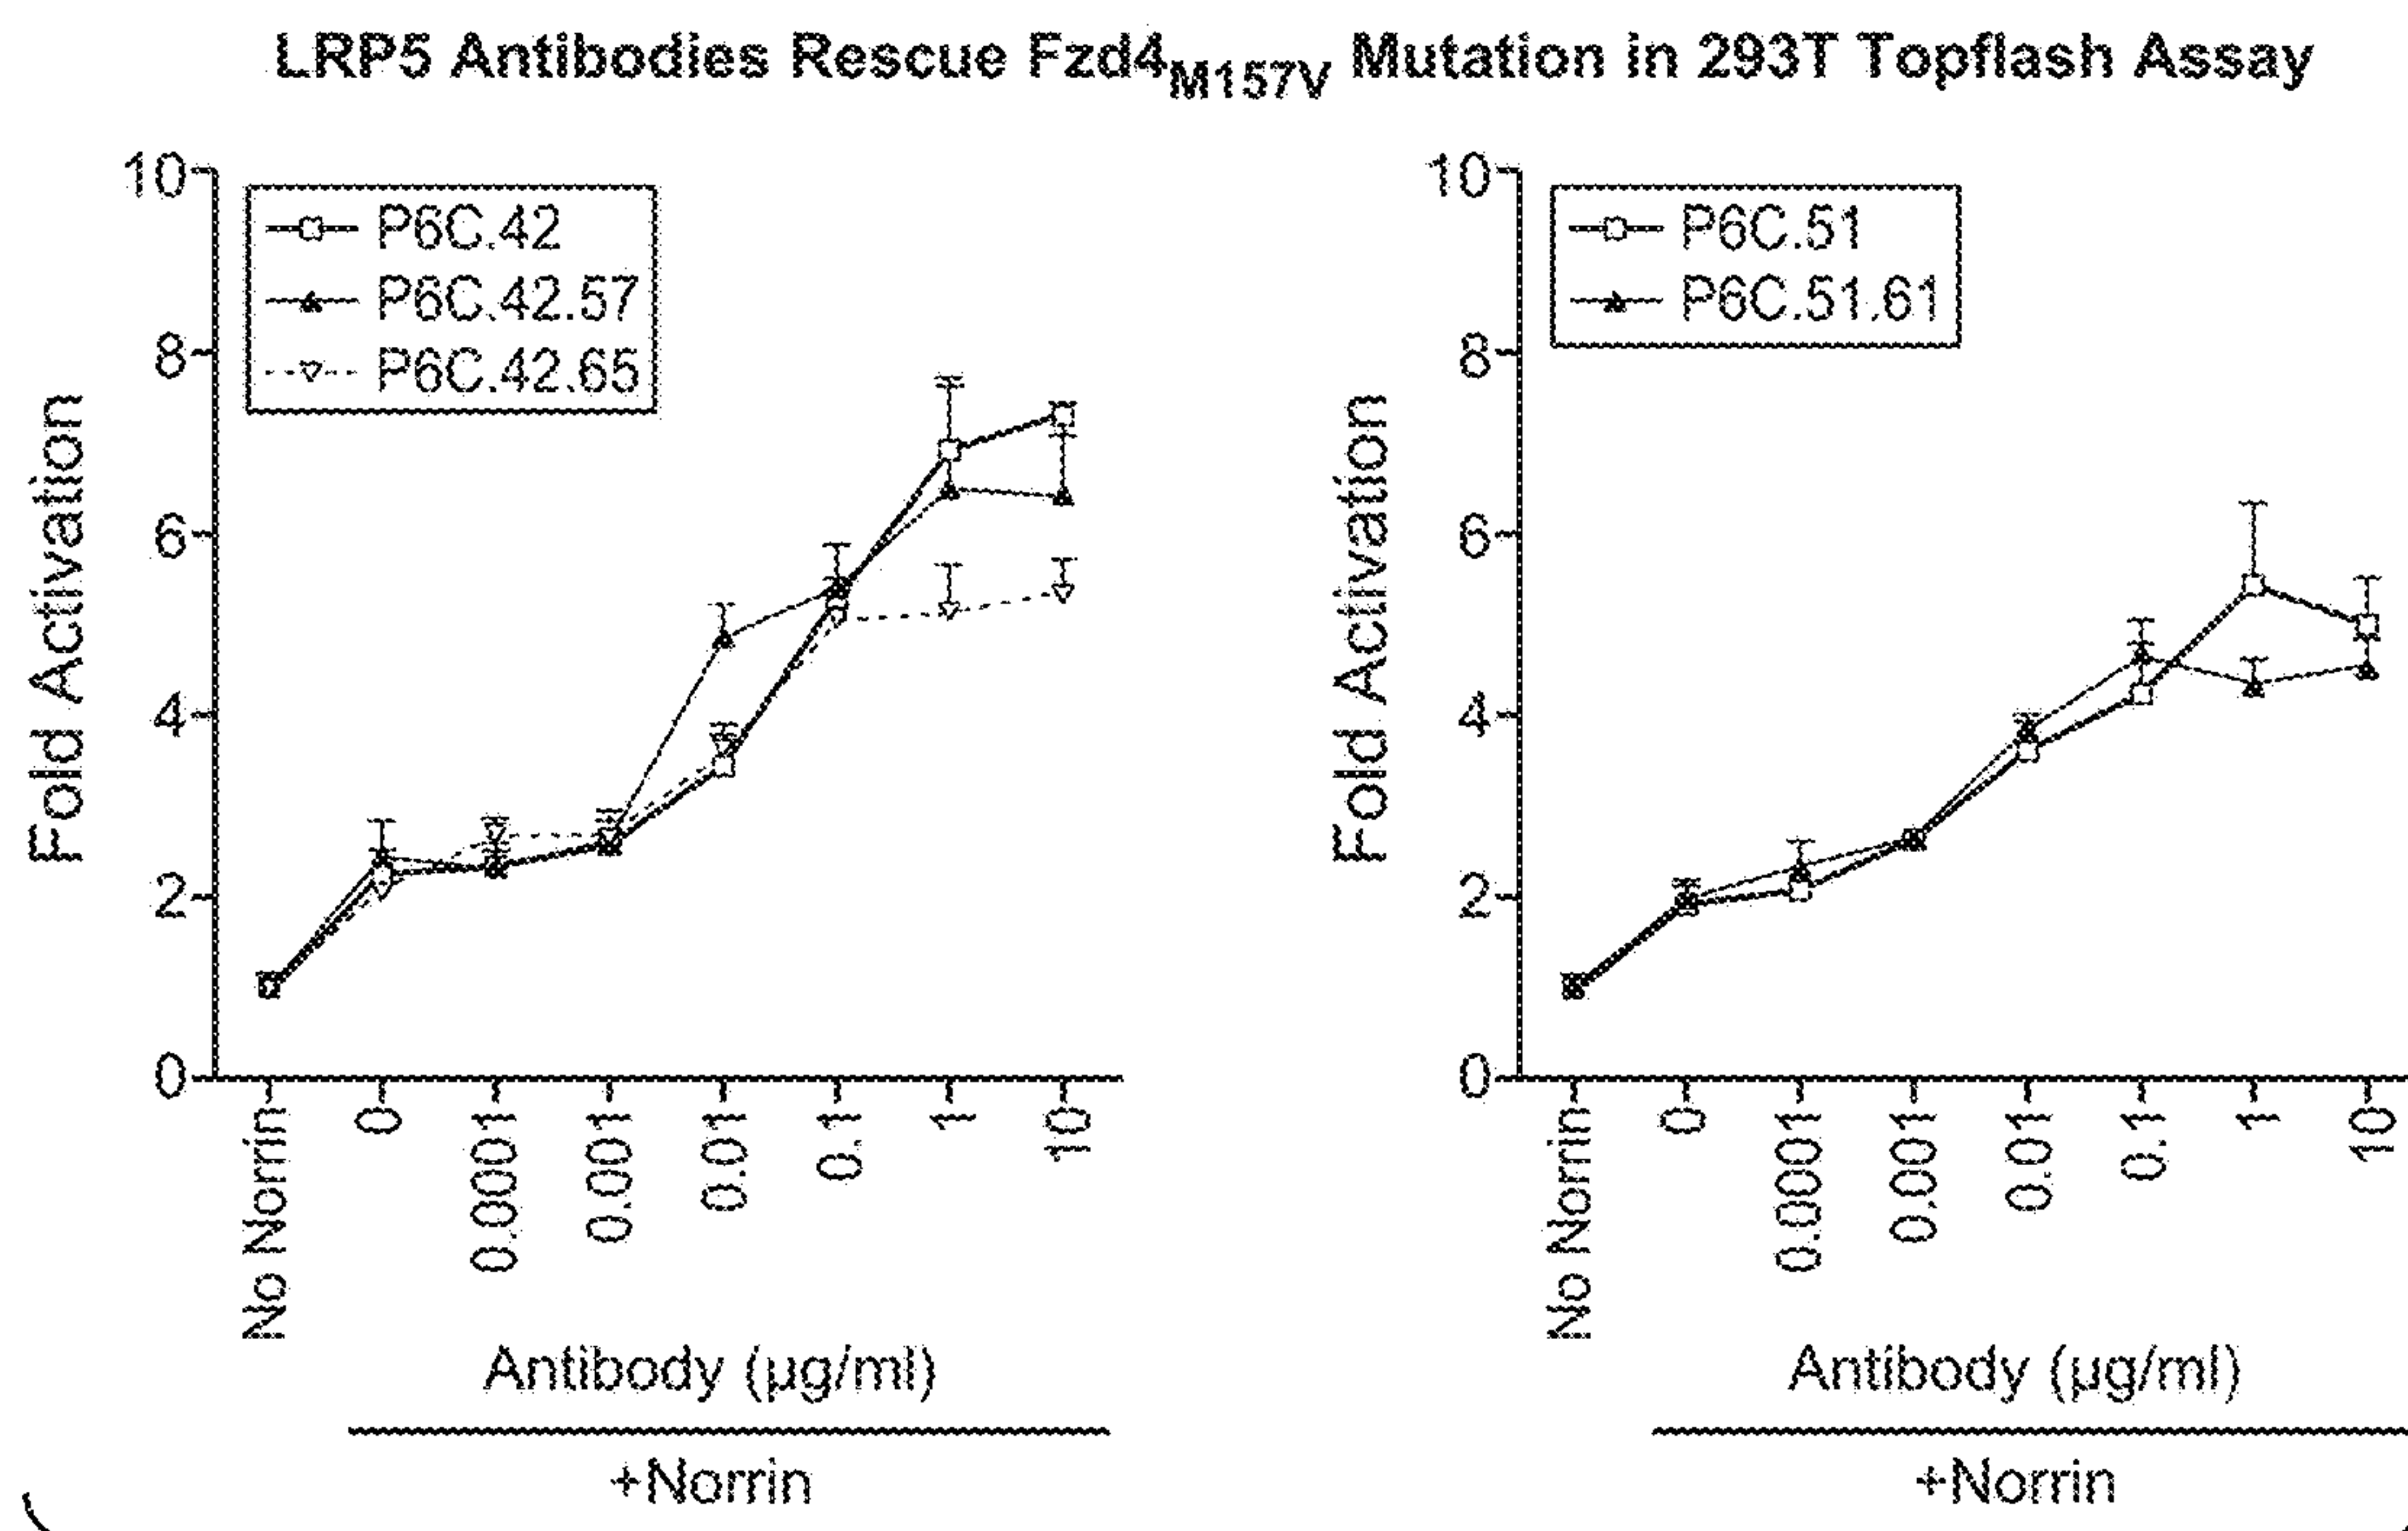 LRP5 Antibodies Rescue Fzd4M157V Mutation in 293T Topflash Assay
Fold Activation
10
8
6
4
2
0
P6C.42
P6C.42.57
P6C.42.65
No Norrin
0
0.0001
0.001
0.01
0.1
1
10
Antibody (µg/ml)
+Norrin
Fold Activation
10
8
6
4
2
0
P6C.51
P6C.51.61
No Norrin
0
0.0001
0.001
0.01
0.1
1
10
Antibody (µg/ml)
+Norrin